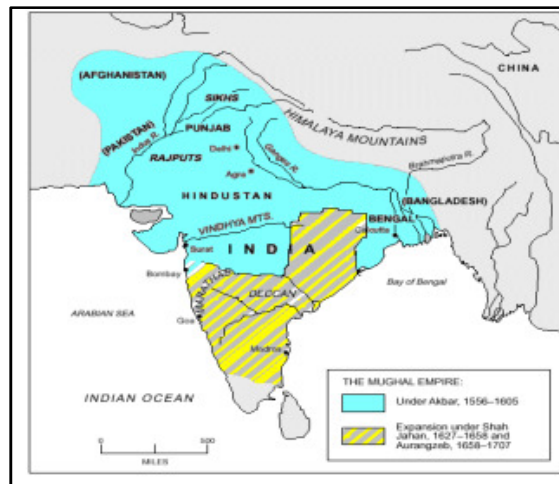 CHINA
(AFGHANISTAN)
SIKHS
HIMALAYA MOUNTAINS
(PAKISTAN)
Indus R.
PUNJAB
RAJPUTS
Delhi
Agra
Ganges R.
Brahmaputra R.
HINDUSTAN
(BANGLADESH)
BENGAL
Calcutta
VINDHYA MTS.
Surat
INDIA
Bombay
MARATHAS
DECCAN
Bay of Bengal
ARABIAN SEA
Goa
Madras
INDIAN OCEAN
0 500
MILES
THE MUGHAL EMPIRE:
Under Akbar, 1556–1605
Expansion under Shah
Jahan, 1627–1658 and
Aurangzeb, 1658–1707